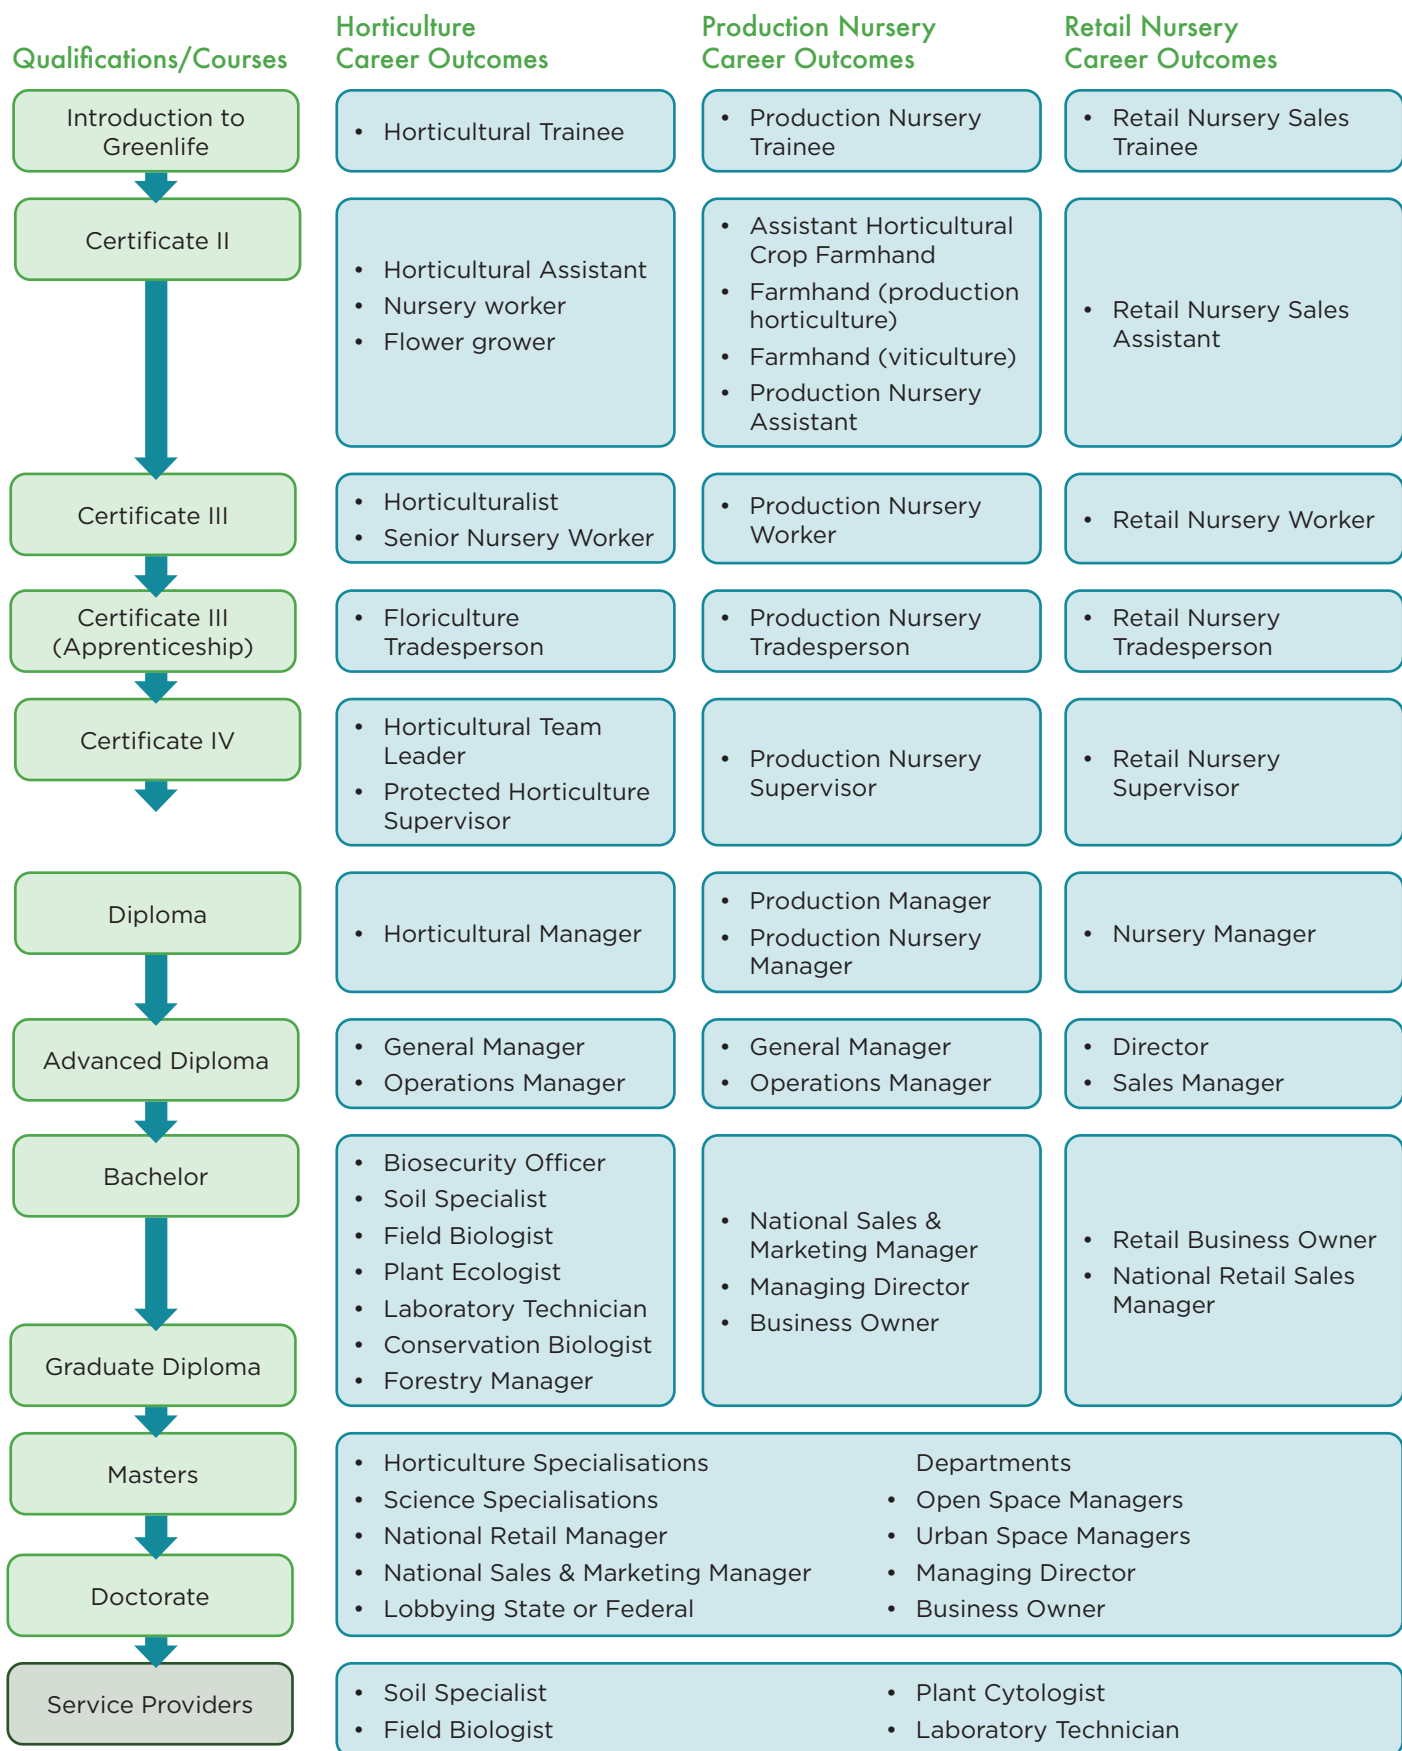 Qualifications/Courses
Horticulture
Career Outcomes
Production Nursery
Career Outcomes
Retail Nursery
Career Outcomes
Introduction to
Greenlife
• Horticultural Trainee
• Production Nursery
Trainee
• Retail Nursery Sales
Trainee
Certificate II
• Horticultural Assistant
• Nursery worker
• Flower grower
• Assistant Horticultural
Crop Farmhand
• Farmhand (production
horticulture)
• Farmhand (viticulture)
• Production Nursery
Assistant
• Retail Nursery Sales
Assistant
Certificate III
• Horticulturalist
• Senior Nursery Worker
• Production Nursery
Worker
• Retail Nursery Worker
Certificate III
(Apprenticeship)
• Floriculture
Tradesperson
• Production Nursery
Tradesperson
• Retail Nursery
Tradesperson
Certificate IV
• Horticultural Team
Leader
• Protected Horticulture
Supervisor
• Production Nursery
Supervisor
• Retail Nursery
Supervisor
Diploma
• Horticultural Manager
• Production Manager
• Production Nursery
Manager
• Nursery Manager
Advanced Diploma
• General Manager
• Operations Manager
• General Manager
• Operations Manager
• Director
• Sales Manager
Bachelor
Graduate Diploma
• Biosecurity Officer
• Soil Specialist
• Field Biologist
• Plant Ecologist
• Laboratory Technician
• Conservation Biologist
• Forestry Manager
• National Sales &
Marketing Manager
• Managing Director
• Business Owner
• Retail Business Owner
• National Retail Sales
Manager
Masters
Doctorate
• Horticulture Specialisations
• Science Specialisations
• National Retail Manager
• National Sales & Marketing Manager
• Lobbying State or Federal
Departments
• Open Space Managers
• Urban Space Managers
• Managing Director
• Business Owner
Service Providers
• Soil Specialist
• Field Biologist
• Plant Cytologist
• Laboratory Technician